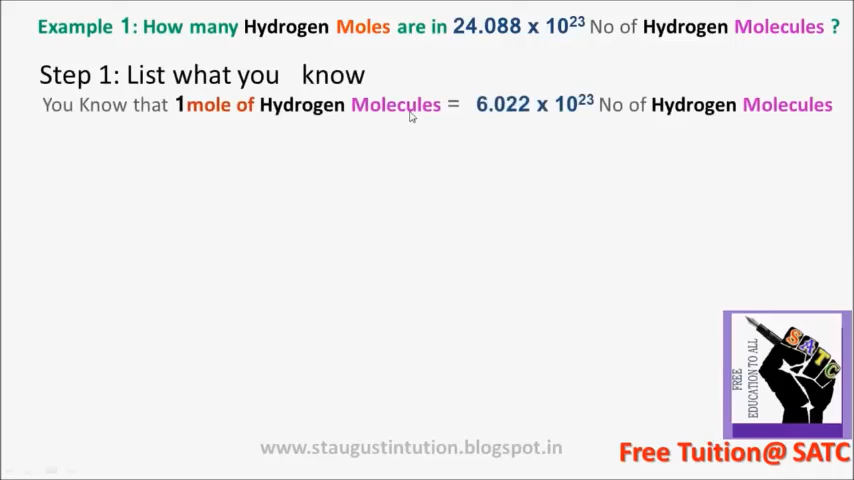 Example 1: How many Hydrogen Moles are in 24.088 x 10²³ No of Hydrogen Molecules ?
Step 1: List what you know
You Know that 1mole of Hydrogen Molecules = 6.022 x 10²³ No of Hydrogen Molecules
SATC
FREE
EDUCATION TO ALL
www.staugustintution.blogspot.in
Free Tuition@ SATC